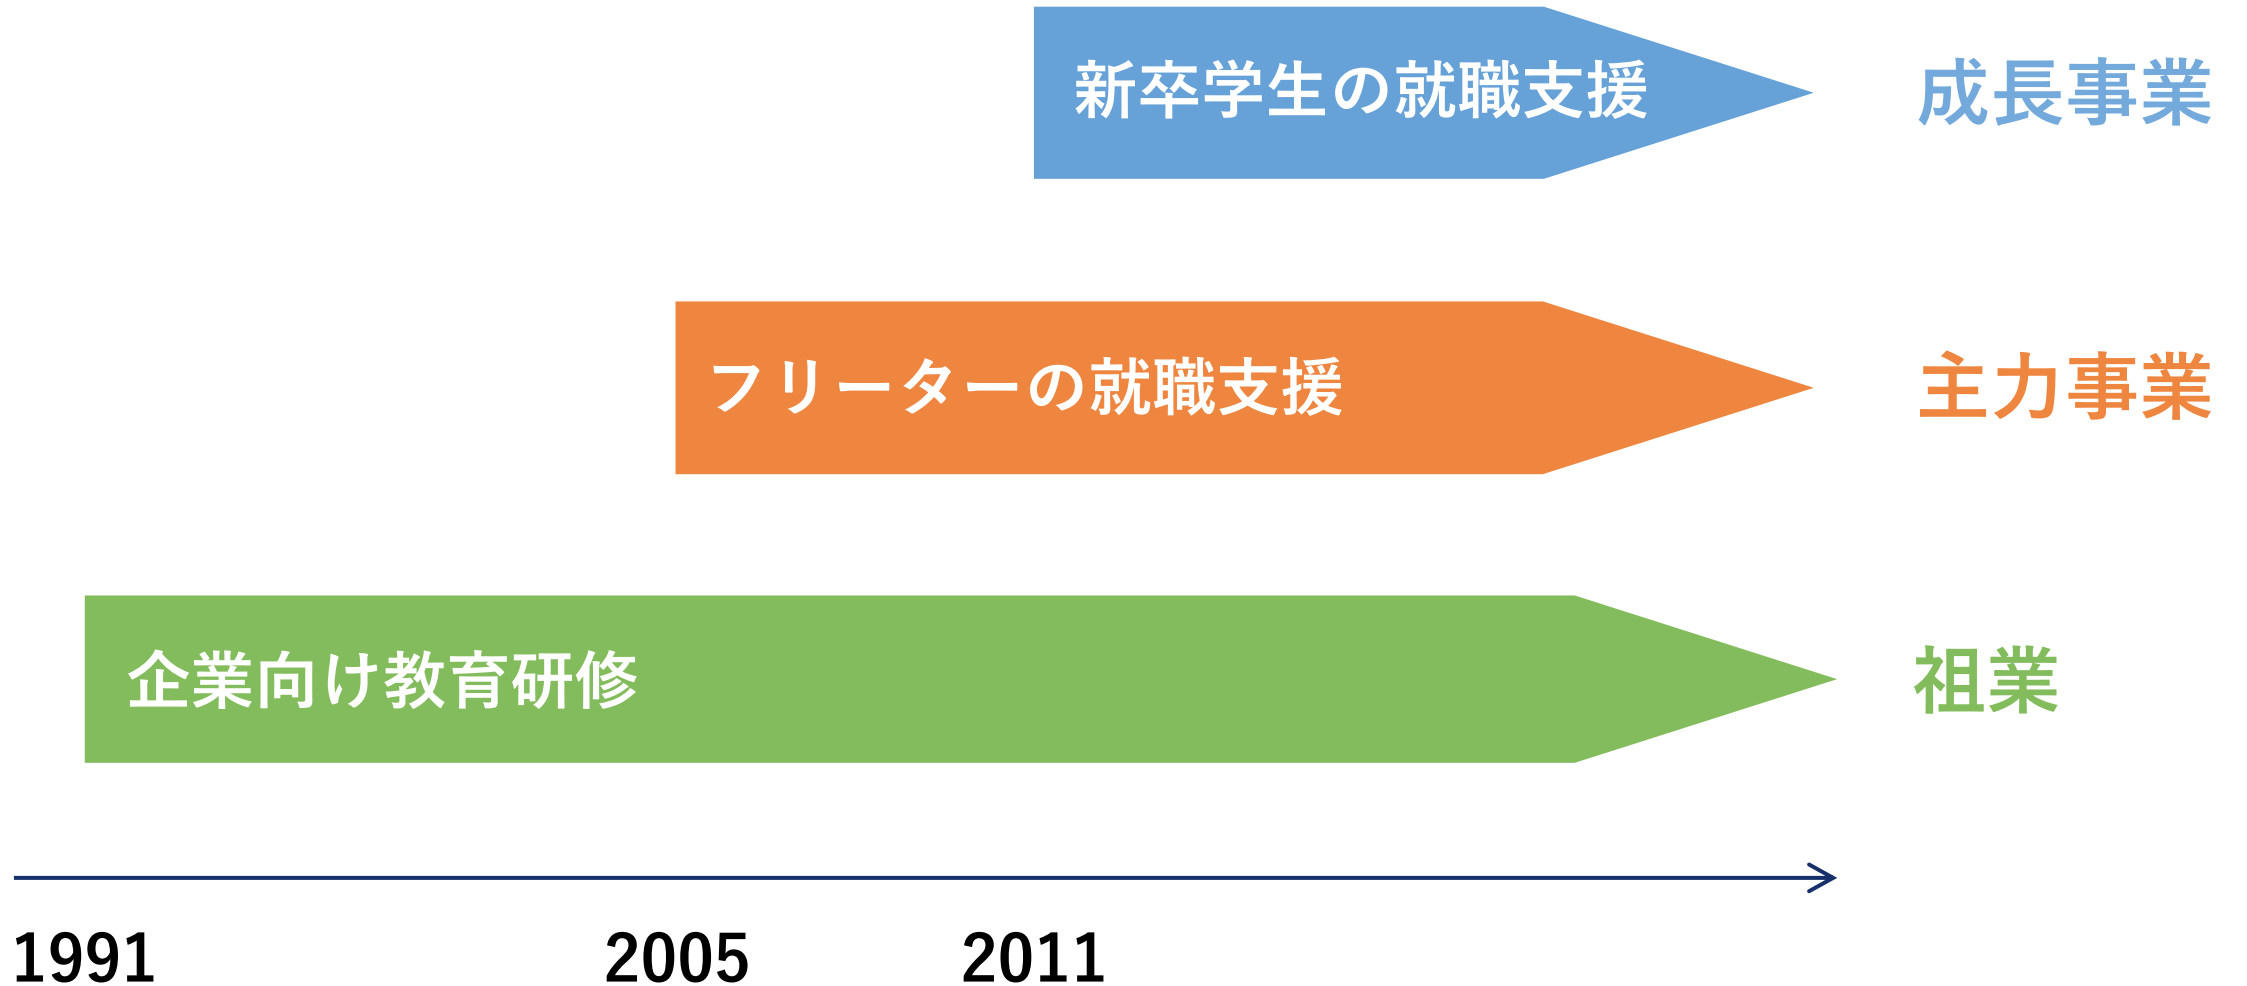 新卒学生の就職支援
成長事業
フリーターの就職支援
主力事業
企業向け教育研修
祖業
1991
2005
2011